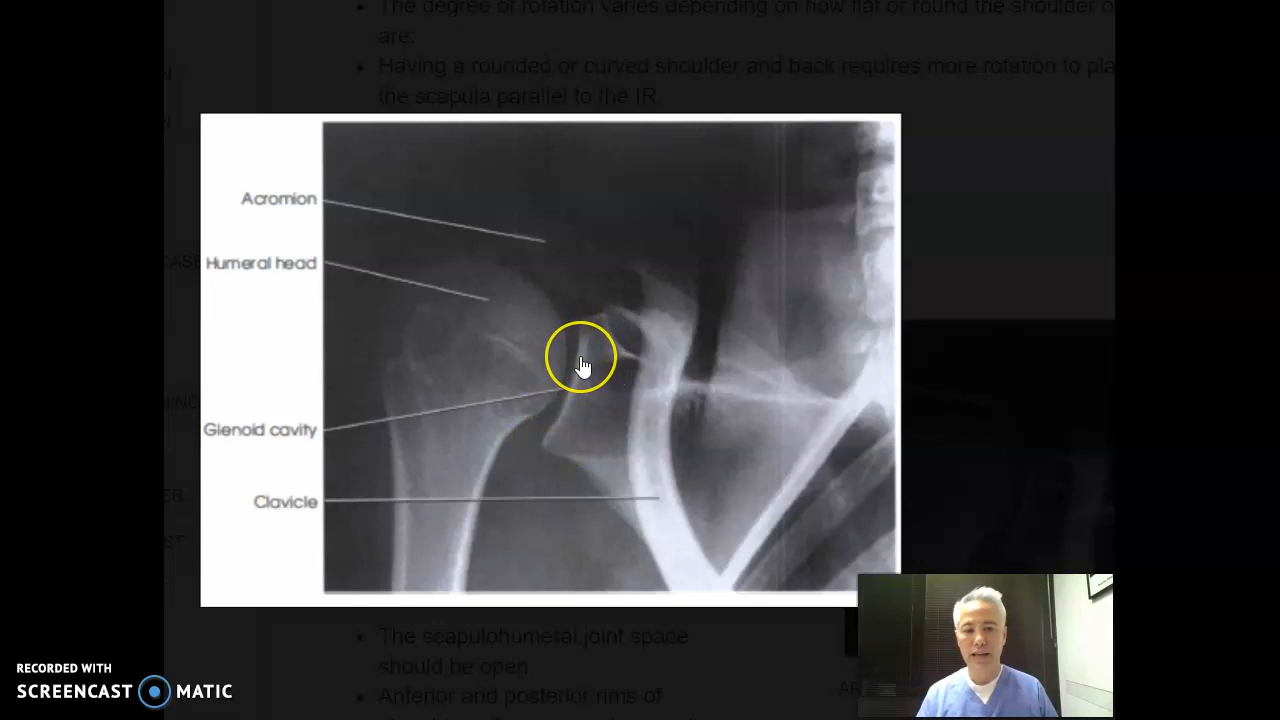 The degree of rotation varies depending on how flat or round the shoulder
are:
Having a rounded or curved shoulder and back requires more rotation to pla
the scapula parallel to the IR.
Acromion
Humeral head
Glenoid cavity
Clavicle
The scapulohumeral joint space
should be open
Anterior and posterior rims of
RECORDED WITH
SCREENCAST MATIC